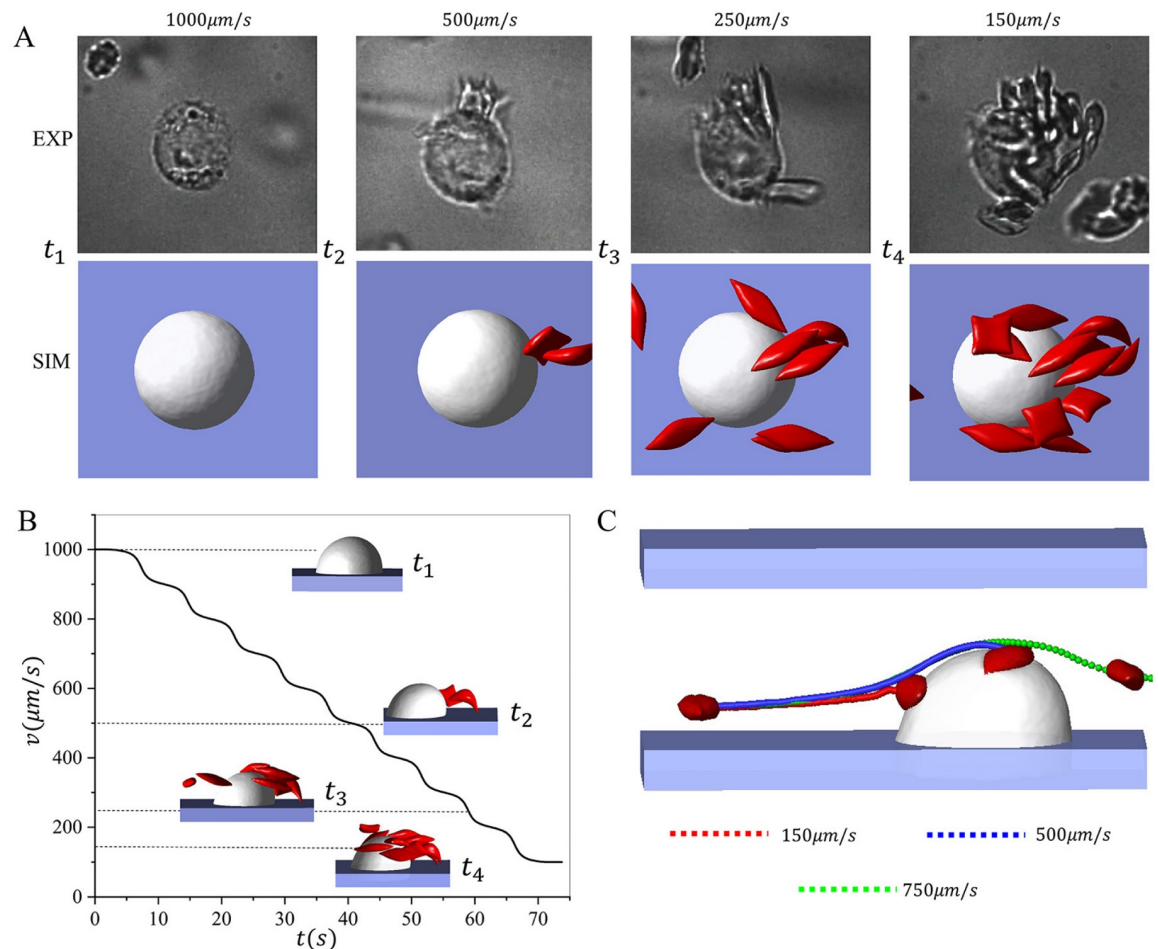 1000μm/s 500μm/s 250μm/s 150μm/s
A
EXP
t₁ t₂ t₃ t₄
SIM
B
C
1000
800
600
400
200
0
v(μm/s)
t₁
t₂
t₃
t₄
0 10 20 30 40 50 60 70
t(s)
150μm/s 500μm/s
750μm/s